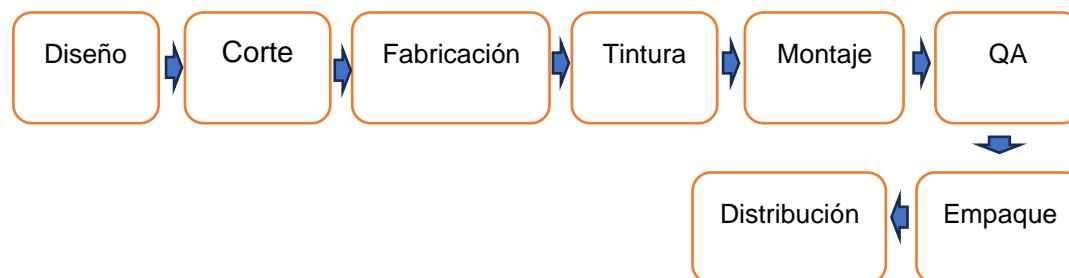 Diseño
Corte
Fabricación
Tintura
Montaje
QA
Empaque
Distribución